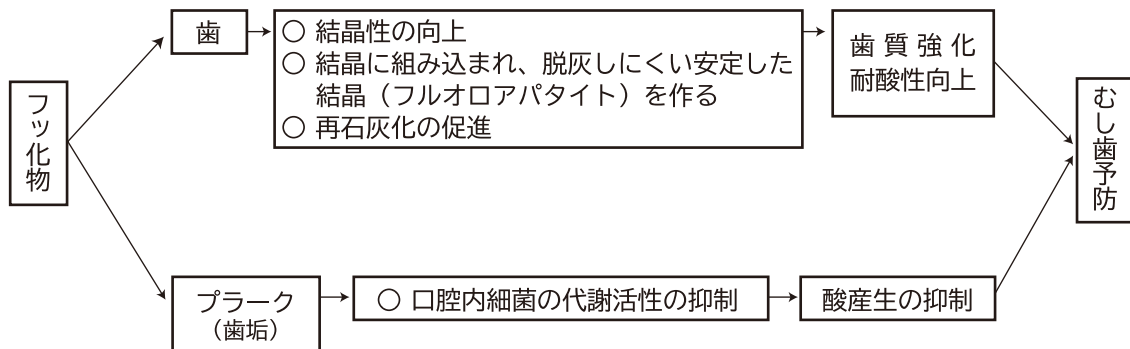 フッ化物
歯
○ 結晶性の向上
○ 結晶に組み込まれ、脱灰しにくい安定した
結晶（フルオロアパタイト）を作る
○ 再石灰化の促進
歯質強化
耐酸性向上
むし歯予防
プラーク
（歯垢）
○ 口腔内細菌の代謝活性の抑制
酸産生の抑制